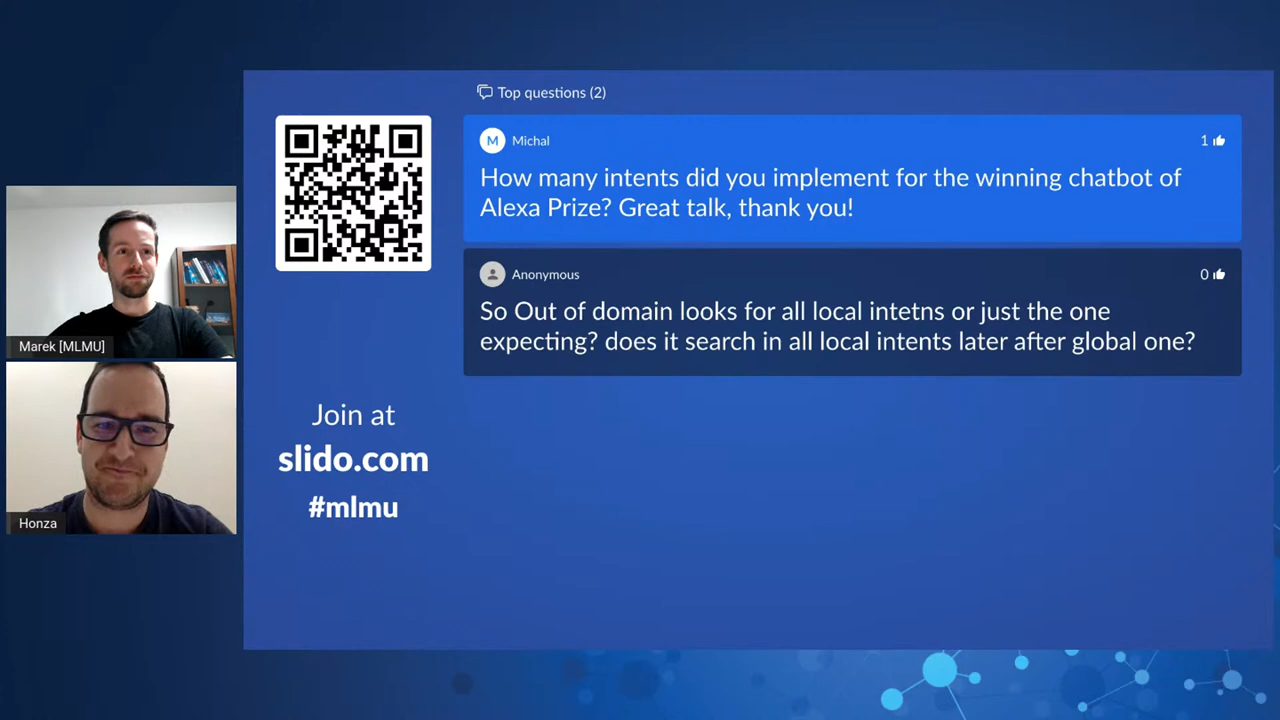 Top questions (2)
M Michal
1
How many intents did you implement for the winning chatbot of
Alexa Prize? Great talk, thank you!
Anonymous
0
So Out of domain looks for all local intetns or just the one
expecting? does it search in all local intents later after global one?
Marek [MLMU]
Honza
Join at
slido.com
#mlmu